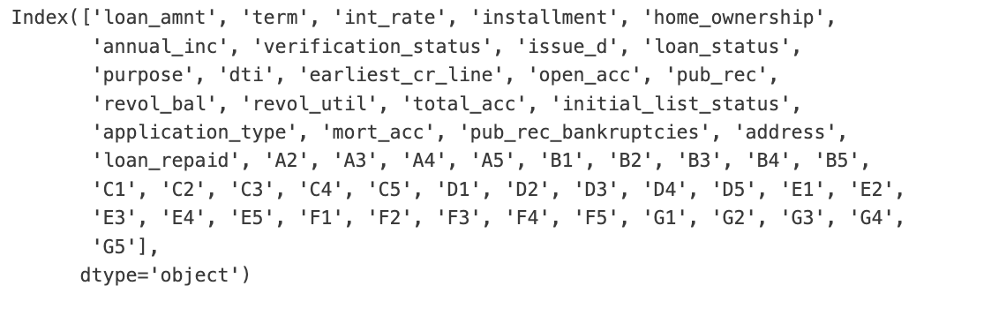 Index(['loan_amnt', 'term', 'int_rate', 'installment', 'home_ownership',
'annual_inc', 'verification_status', 'issue_d', 'loan_status',
'purpose', 'dti', 'earliest_cr_line', 'open_acc', 'pub_rec',
'revol_bal', 'revol_util', 'total_acc', 'initial_list_status',
'application_type', 'mort_acc', 'pub_rec_bankruptcies', 'address',
'loan_repaid', 'A2', 'A3', 'A4', 'A5', 'B1', 'B2', 'B3', 'B4', 'B5',
'C1', 'C2', 'C3', 'C4', 'C5', 'D1', 'D2', 'D3', 'D4', 'D5', 'E1', 'E2',
'E3', 'E4', 'E5', 'F1', 'F2', 'F3', 'F4', 'F5', 'G1', 'G2', 'G3', 'G4',
'G5'],
dtype='object')